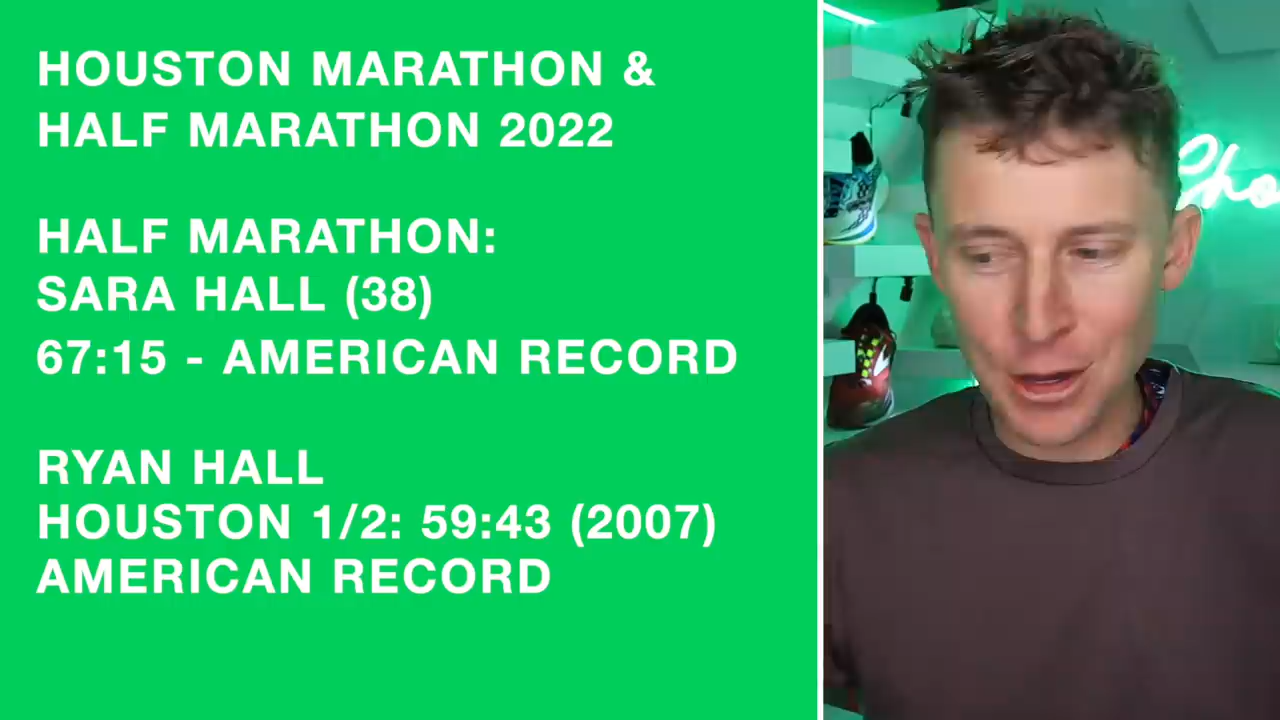 HOUSTON MARATHON &
HALF MARATHON 2022
HALF MARATHON:
SARA HALL (38)
67:15 - AMERICAN RECORD
RYAN HALL
HOUSTON 1/2: 59:43 (2007)
AMERICAN RECORD